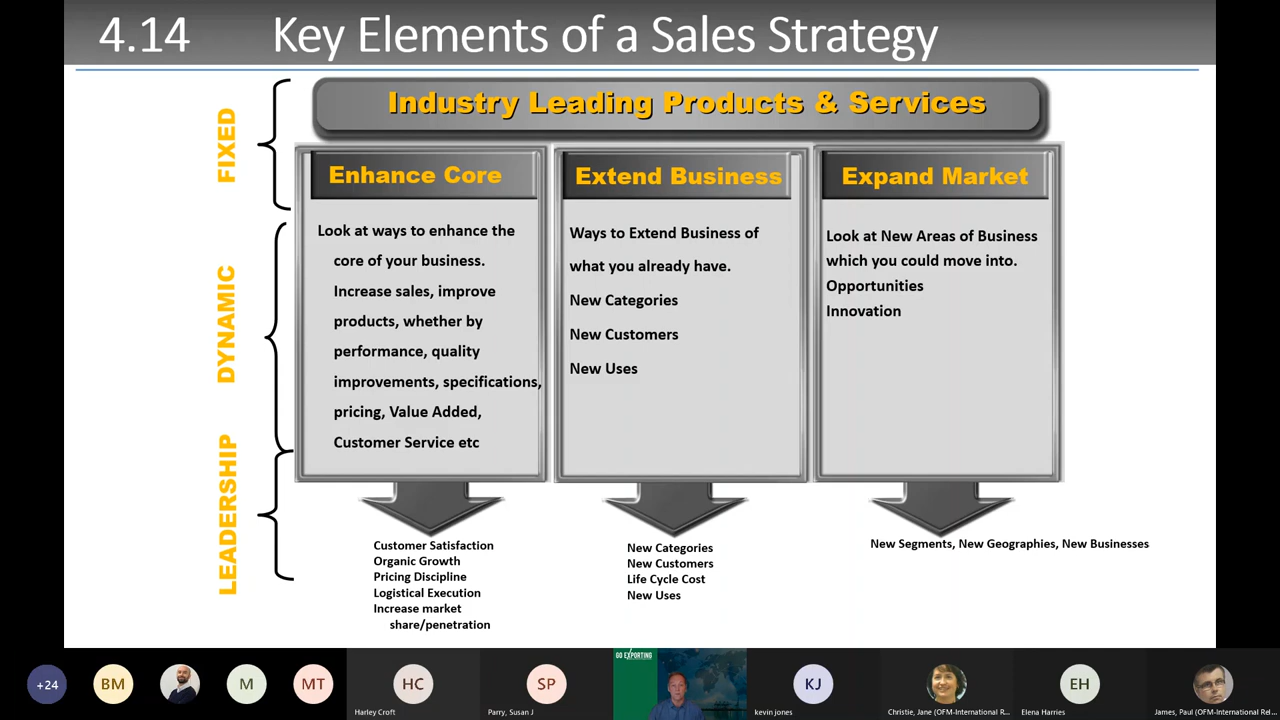 4.14 Key Elements of a Sales Strategy
Industry Leading Products & Services
FIXED
DYNAMIC
LEADERSHIP
Enhance Core
Look at ways to enhance the
core of your business.
Increase sales, improve
products, whether by
performance, quality
improvements, specifications,
pricing, Value Added,
Customer Service etc
Customer Satisfaction
Organic Growth
Pricing Discipline
Logistical Execution
Increase market
share/penetration
Extend Business
Ways to Extend Business of
what you already have.
New Categories
New Customers
New Uses
New Categories
New Customers
Life Cycle Cost
New Uses
Expand Market
Look at New Areas of Business
which you could move into.
Opportunities
Innovation
New Segments, New Geographies, New Businesses
+24
BM
M
MT
HC
Harley Croft
SP
Parry, Susan J
GO EXPORTING
KJ
kevin jones
Christie, Jane (OFM-International R...
EH
Elena Harries
James, Paul (OFM-International Rel...